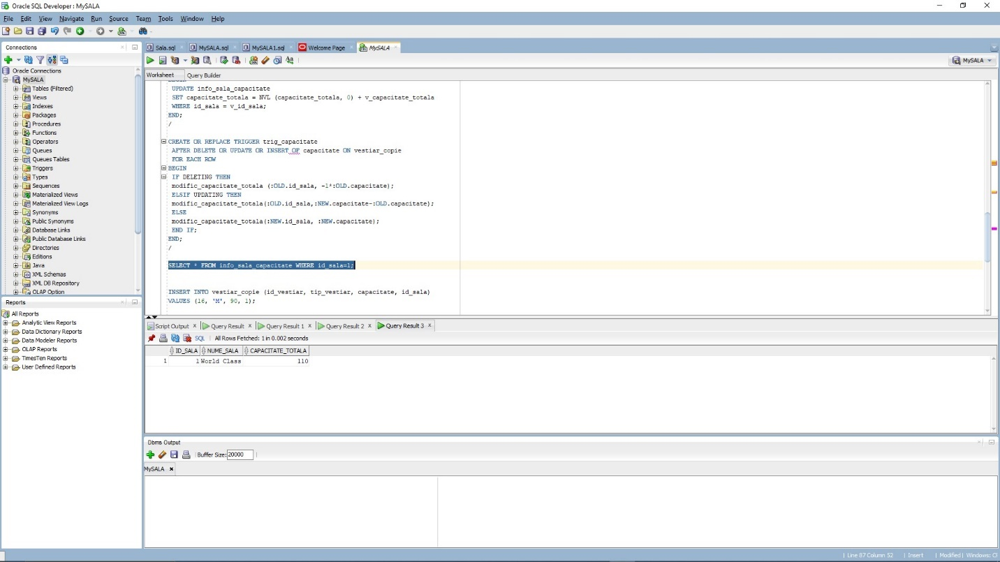 Oracle SQL Developer : MySALA
File Edit View Navigate Run Source Team Tools Window Help
Connections
Oracle Connections
MySALA
Tables (Filtered)
Views
Indexes
Packages
Procedures
Functions
Operators
Queues
Queues Tables
Triggers
Types
Sequences
Materialized Views
Materialized View Logs
Synonyms
Public Synonyms
Database Links
Public Database Links
Directories
Editions
Java
XML Schemas
XML DB Repository
OLAP Option
Reports
All Reports
Analytic View Reports
Data Dictionary Reports
Data Modeler Reports
OLAP Reports
TimesTen Reports
User Defined Reports
Sala.sql MySALA.sql MySALA1.sql Welcome Page MySALA
MySALA
Worksheet Query Builder
BEGIN
UPDATE info_sala_capacitate
SET capacitate_totala = NVL (capacitate_totala, 0) + v_capacitate_totala
WHERE id_sala = v_id_sala;
END;
/
CREATE OR REPLACE TRIGGER trig_capacitate
AFTER DELETE OR UPDATE OR INSERT OF capacitate ON vestiar_copie
FOR EACH ROW
BEGIN
IF DELETING THEN
modific_capacitate_totala (:OLD.id_sala, -1*:OLD.capacitate);
ELSIF UPDATING THEN
modific_capacitate_totala(:OLD.id_sala,:NEW.capacitate-:OLD.capacitate);
ELSE
modific_capacitate_totala(:NEW.id_sala, :NEW.capacitate);
END IF;
END;
/
SELECT * FROM info_sala_capacitate WHERE id_sala=1;
INSERT INTO vestiar_copie (id_vestiar, tip_vestiar, capacitate, id_sala)
VALUES (16, 'M', 90, 1);
Script Output Query Result Query Result 1 Query Result 2 Query Result 3
SQL All Rows Fetched: 1 in 0.002 seconds
ID_SALA NUME_SALA CAPACITATE_TOTALA
1 1 World Class 110
Dbms Output
Buffer Size: 20000
MySALA
Line 87 Column 52 Insert Modified Windows: Cl